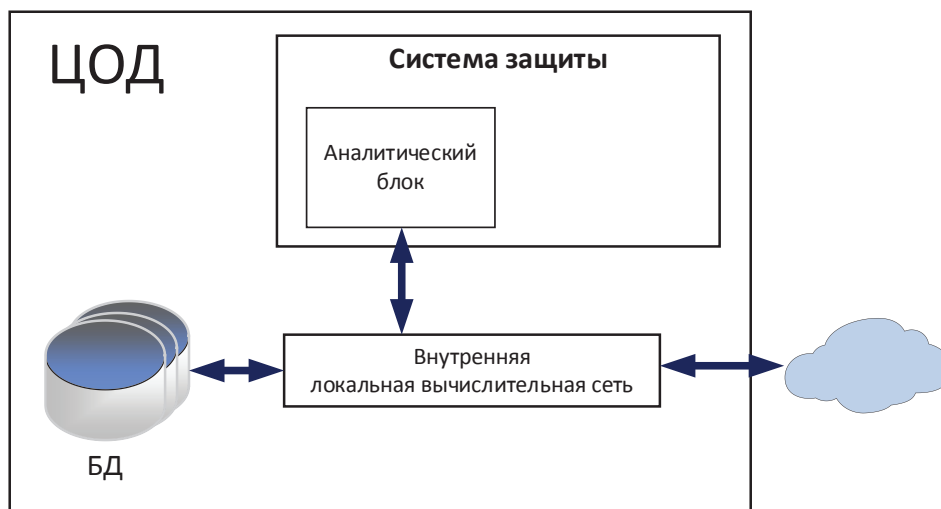 ЦОД
Система защиты
Аналитический
блок
Внутренняя
локальная вычислительная сеть
БД